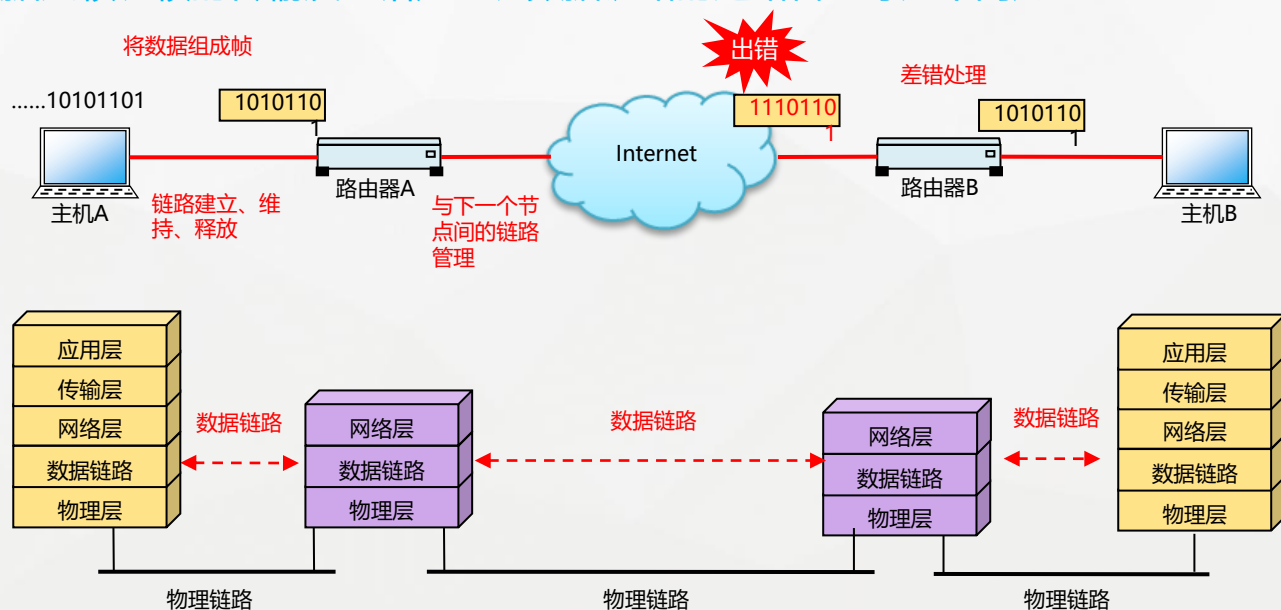 将数据组成帧
出错
差错处理
......10101101
1010110
1
1110110
1
1010110
1
Internet
主机A
路由器A
路由器B
主机B
链路建立、维
持、释放
与下一个节
点间的链路
管理
应用层
传输层
网络层
数据链路
物理层
数据链路
网络层
数据链路
物理层
数据链路
网络层
数据链路
物理层
数据链路
应用层
传输层
网络层
数据链路
物理层
物理链路
物理链路
物理链路